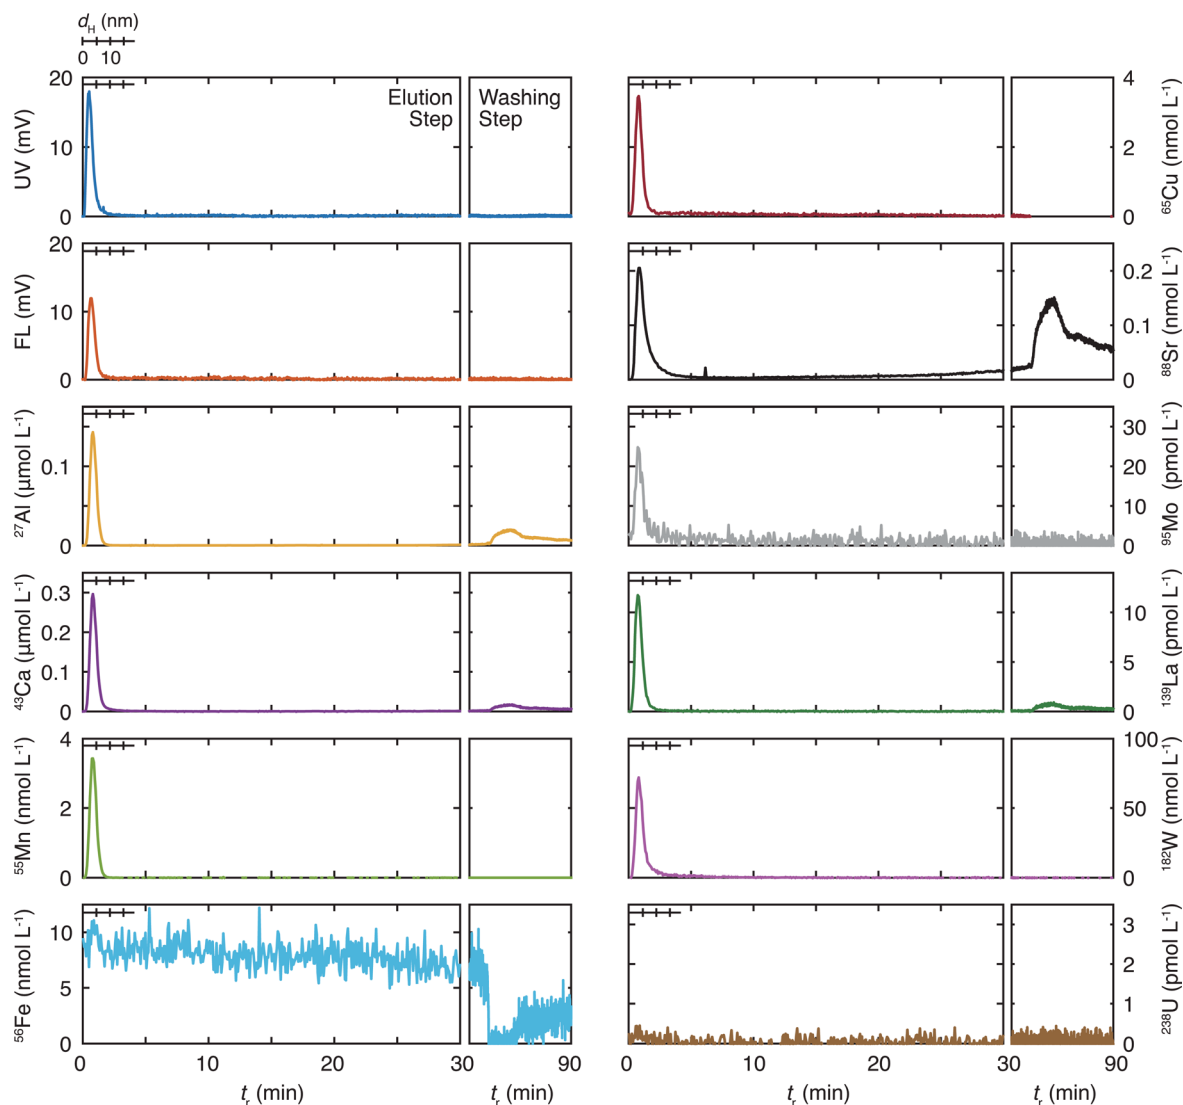 d_H (nm)
0 10
20
10
0
UV (mV)
Elution
Step
Washing
Step
4
2
0
⁶⁵Cu (nmol L⁻¹)
20
10
0
FL (mV)
0.2
0.1
0
⁸⁸Sr (nmol L⁻¹)
0.1
0
²⁷Al (µmol L⁻¹)
30
20
10
0
⁹⁵Mo (pmol L⁻¹)
0.3
0.2
0.1
0
⁴³Ca (µmol L⁻¹)
10
5
0
¹³⁹La (pmol L⁻¹)
4
2
0
⁵⁵Mn (nmol L⁻¹)
100
50
0
¹⁸²W (nmol L⁻¹)
10
5
0
⁵⁶Fe (nmol L⁻¹)
3
2
1
0
²³⁸U (pmol L⁻¹)
0 10 20 30 90
0 10 20 30 90
t_r (min) t_r (min)
t_r (min) t_r (min)